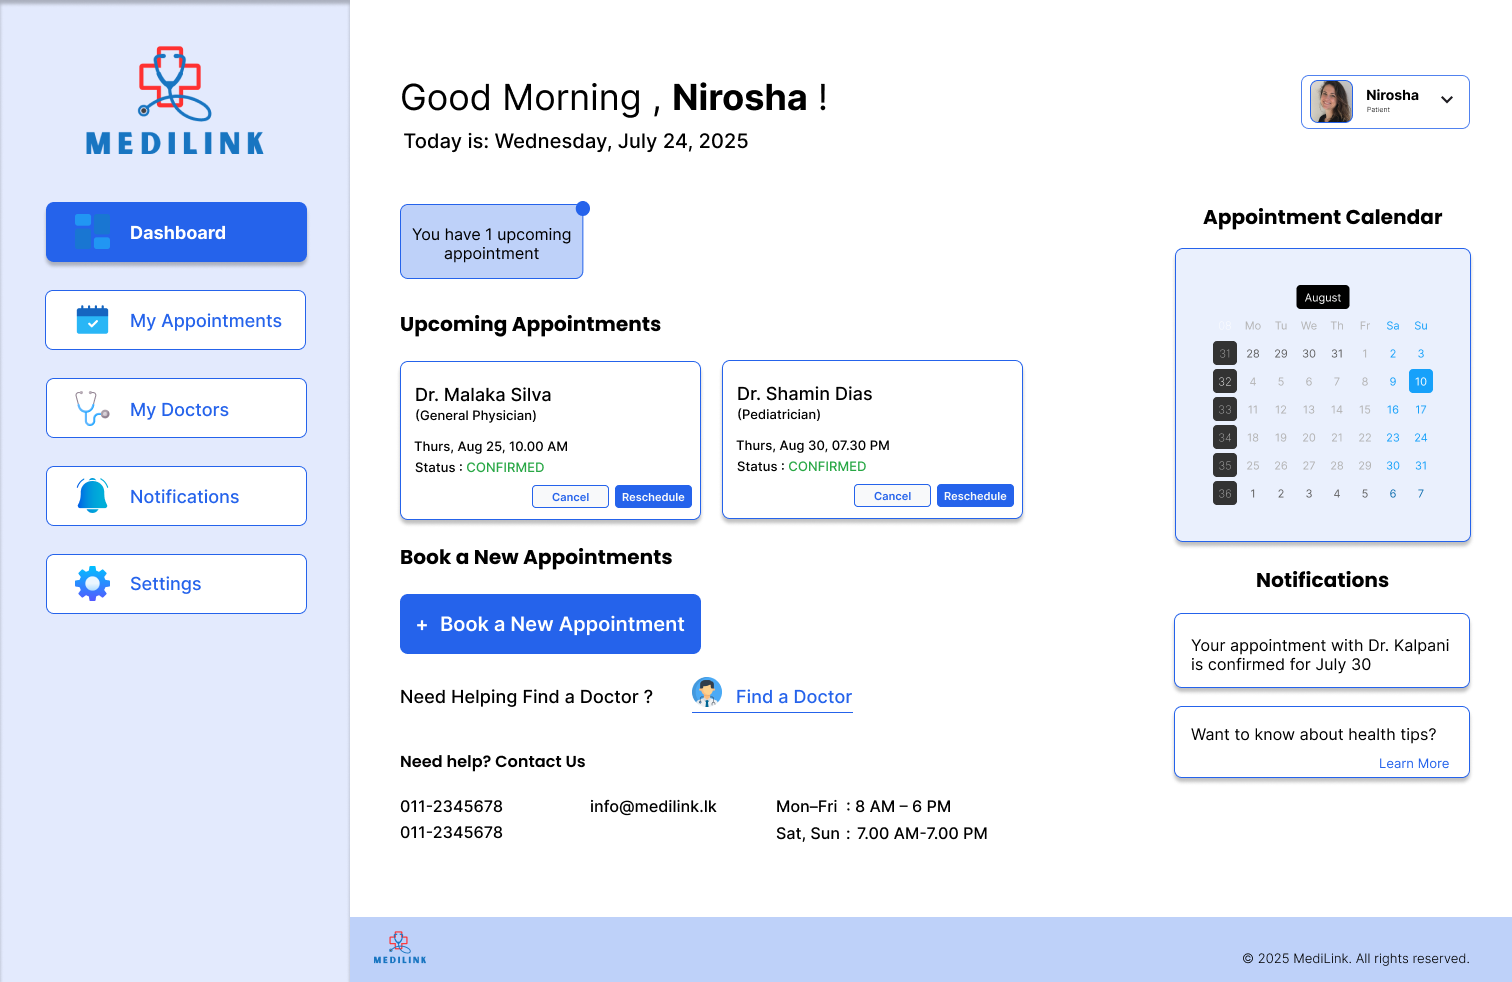 MEDILINK
Dashboard
My Appointments
My Doctors
Notifications
Settings
Good Morning , Nirosha !
Today is: Wednesday, July 24, 2025
Nirosha
Patient
You have 1 upcoming
appointment
Upcoming Appointments
Dr. Malaka Silva
(General Physician)
Thurs, Aug 25, 10.00 AM
Status : CONFIRMED
Cancel Reschedule
Dr. Shamin Dias
(Pediatrician)
Thurs, Aug 30, 07.30 PM
Status : CONFIRMED
Cancel Reschedule
Book a New Appointments
+ Book a New Appointment
Need Helping Find a Doctor ? Find a Doctor
Need help? Contact Us
011-2345678 info@medilink.lk Mon–Fri : 8 AM – 6 PM
011-2345678 Sat, Sun : 7.00 AM-7.00 PM
Appointment Calendar
August
Mo Tu We Th Fr Sa Su
31 28 29 30 31 1 2 3
32 4 5 6 7 8 9 10
33 11 12 13 14 15 16 17
34 18 19 20 21 22 23 24
35 25 26 27 28 29 30 31
36 1 2 3 4 5 6 7
Notifications
Your appointment with Dr. Kalpani
is confirmed for July 30
Want to know about health tips?
Learn More
MEDILINK
© 2025 MediLink. All rights reserved.